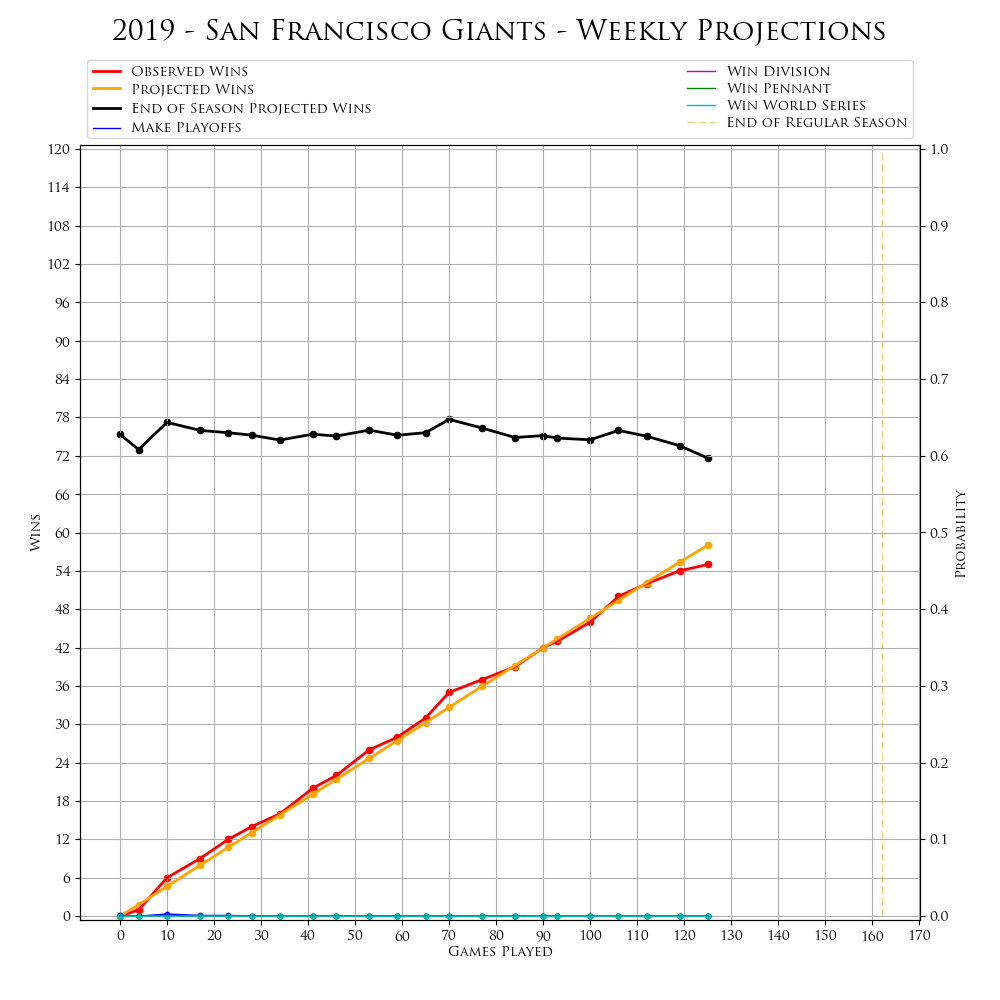 2019 - San Francisco Giants - Weekly Projections
Observed Wins
Projected Wins
End of Season Projected Wins
Make Playoffs
Win Division
Win Pennant
Win World Series
End of Regular Season
120
114
108
102
96
90
84
78
72
66
60
54
48
42
36
30
24
18
12
6
0
Wins
1.0
0.9
0.8
0.7
0.6
0.5
0.4
0.3
0.2
0.1
0.0
Probability
0 10 20 30 40 50 60 70 80 90 100 110 120 130 140 150 160 170
Games Played